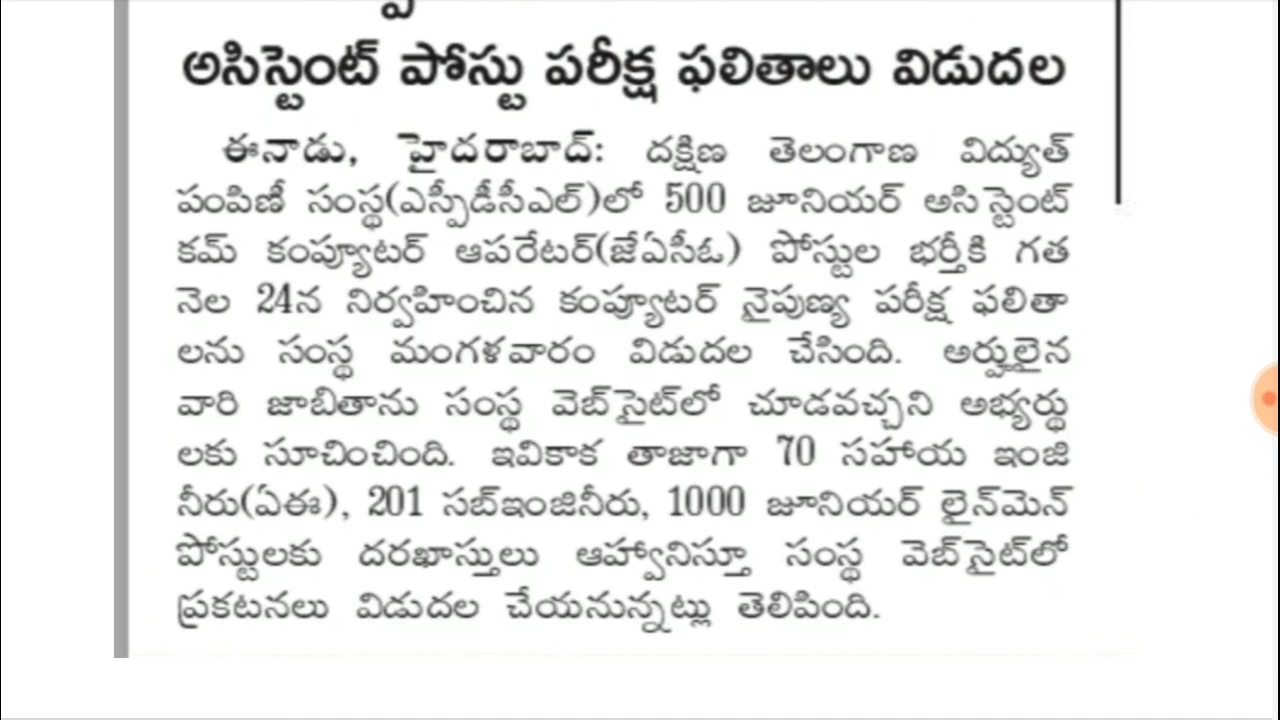 అసిస్టెంట్ పోస్టు పరీక్ష ఫలితాలు విడుదల
ఈనాడు, హైదరాబాద్: దక్షిణ తెలంగాణ విద్యుత్
పంపిణీ సంస్థ(ఎస్పీడీసీఎల్)లో 500 జూనియర్ అసిస్టెంట్
కమ్ కంప్యూటర్ ఆపరేటర్(జేఏసీఓ) పోస్టుల భర్తీకి గత
నెల 24న నిర్వహించిన కంప్యూటర్ నైపుణ్య పరీక్ష ఫలితా
లను సంస్థ మంగళవారం విడుదల చేసింది. అర్హులైన
వారి జాబితాను సంస్థ వెబ్‌సైట్‌లో చూడవచ్చని అభ్యర్థు
లకు సూచించింది. ఇవికాక తాజాగా 70 సహాయ ఇంజి
నీరు(ఏఈ), 201 సబ్‌ఇంజినీరు, 1000 జూనియర్ లైన్‌మెన్
పోస్టులకు దరఖాస్తులు ఆహ్వానిస్తూ సంస్థ వెబ్‌సైట్‌లో
ప్రకటనలు విడుదల చేయనున్నట్లు తెలిపింది.